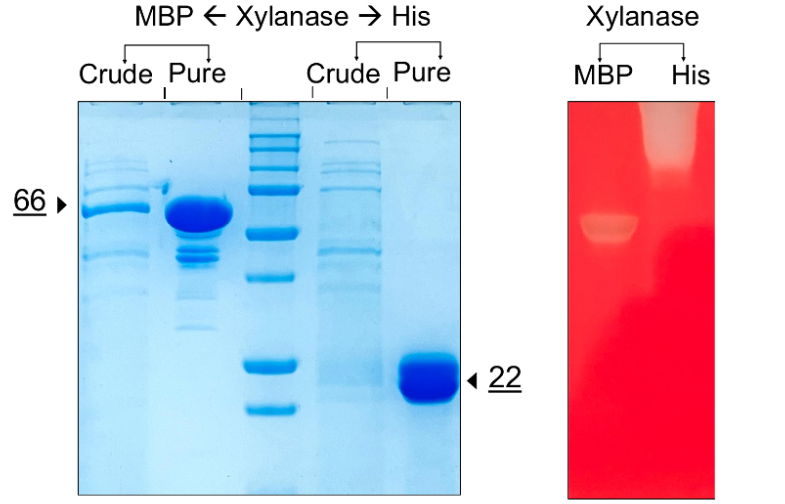 MBP ← Xylanase → His
Crude Pure Crude Pure
66
22
Xylanase
MBP His